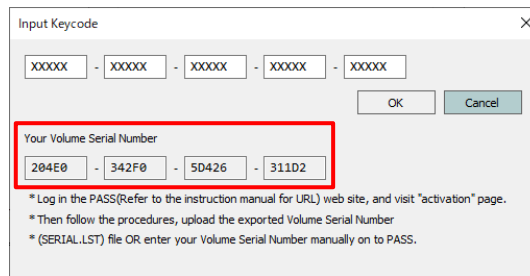 Input Keycode
XXXXX - XXXXX - XXXXX - XXXXX - XXXXX
OK Cancel
Your Volume Serial Number
204E0 - 342F0 - 5D426 - 311D2
*Log in the PASS(Refer to the instruction manual for URL) web site, and visit "activation" page.
*Then follow the procedures, upload the exported Volume Serial Number
*(SERIAL.LST) file OR enter your Volume Serial Number manually on to PASS.